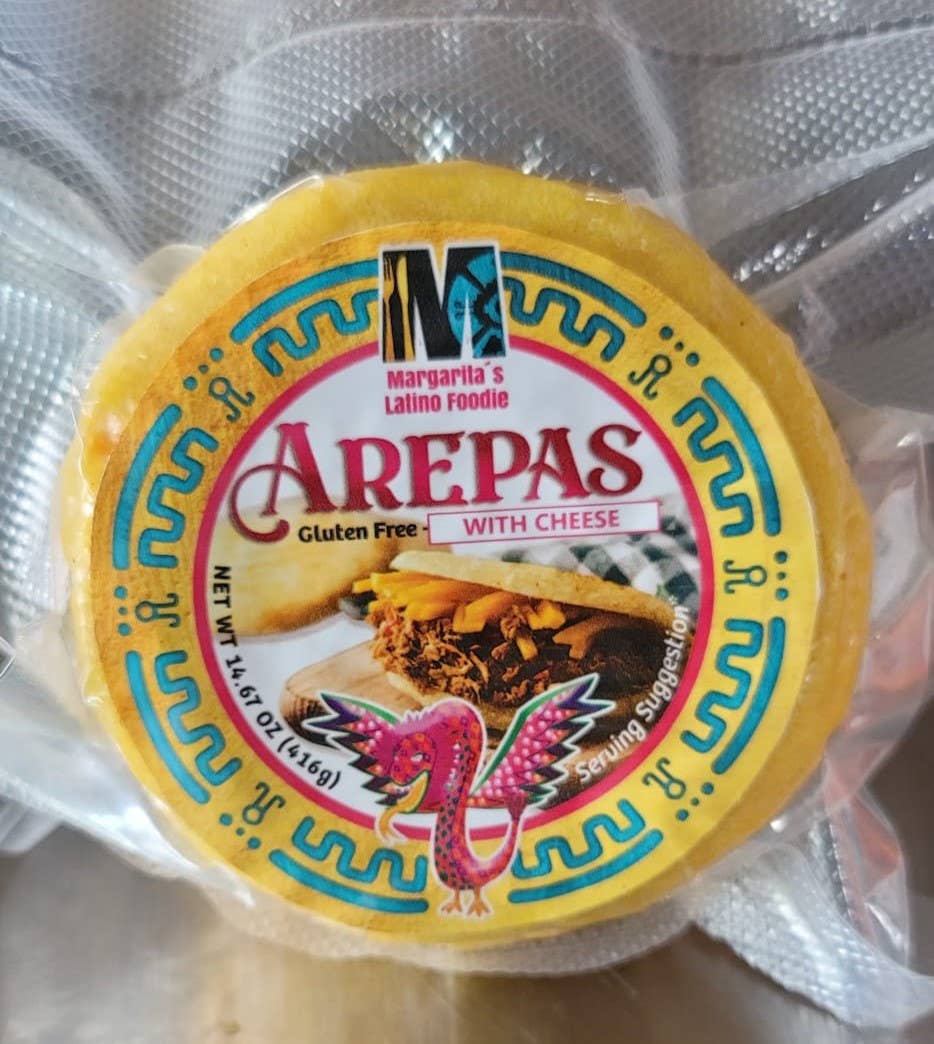 M
Margarita´s
Latino Foodie
AREPAS
Gluten Free - WITH CHEESE
NET WT 14.67 OZ (416g)
Serving Suggestion